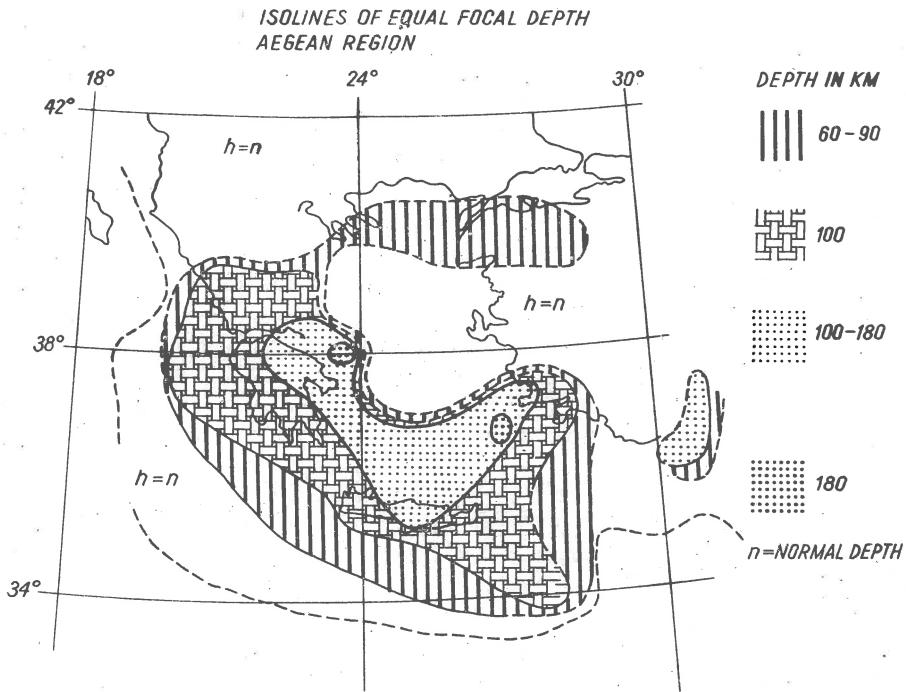 ISOLINES OF EQUAL FOCAL DEPTH
AEGEAN REGION
18° 24° 30°
42°
38°
34°
h=n
h=n
h=n
DEPTH IN KM
60-90
100
100-180
180
n=NORMAL DEPTH